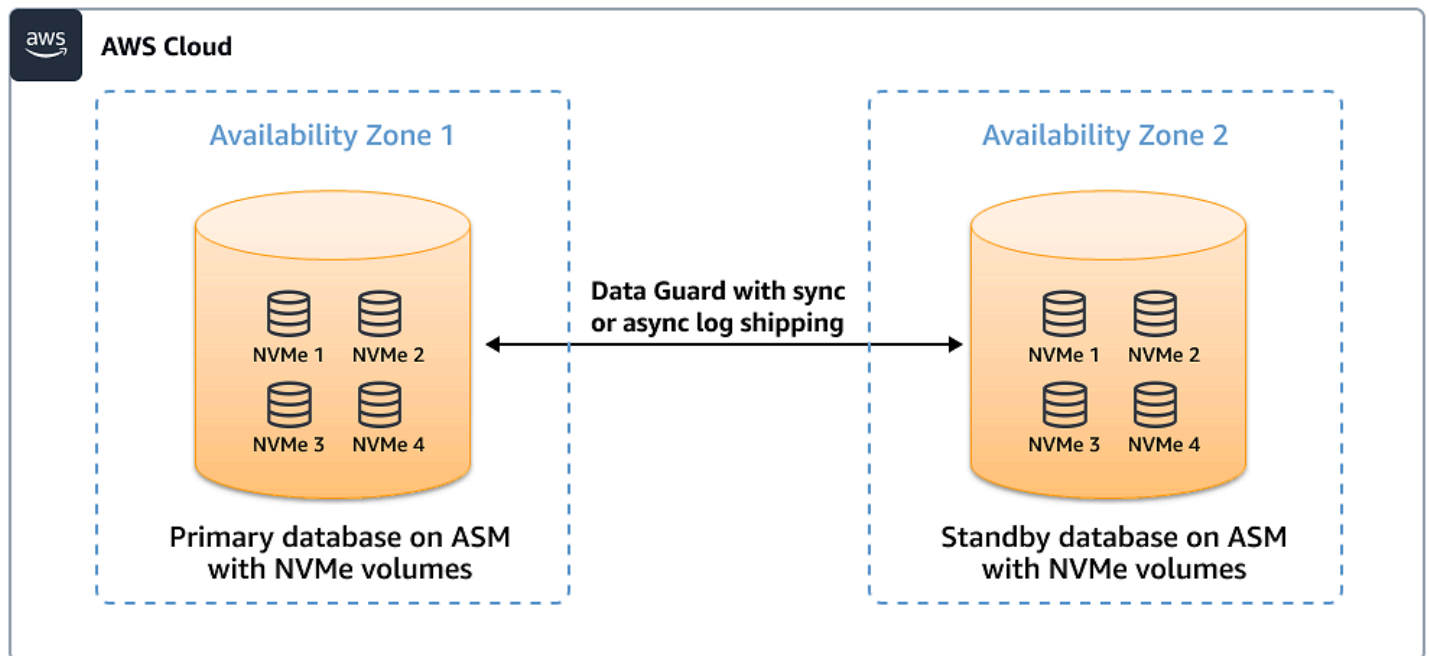 aws
AWS Cloud
Availability Zone 1
NVMe 1
NVMe 2
NVMe 3
NVMe 4
Primary database on ASM
with NVMe volumes
Data Guard with sync
or async log shipping
Availability Zone 2
NVMe 1
NVMe 2
NVMe 3
NVMe 4
Standby database on ASM
with NVMe volumes